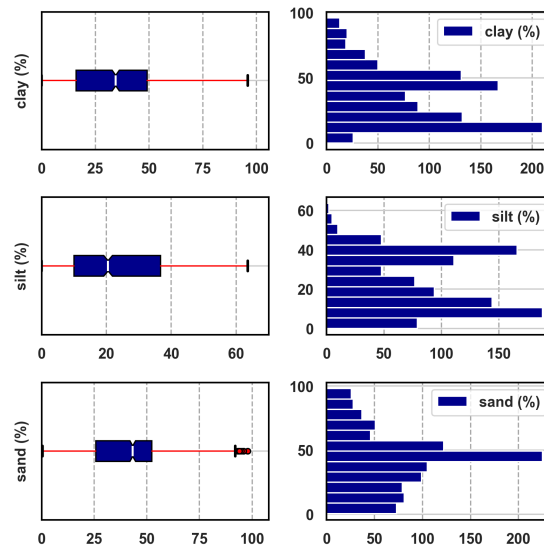 100
clay (%)
clay (%)
50
0
0 25 50 75 100
0 50 100 150 200
60
silt (%)
silt (%)
40
20
0
0 20 40 60
0 50 100 150
100
sand (%)
sand (%)
50
0
0 25 50 75 100
0 50 100 150 200